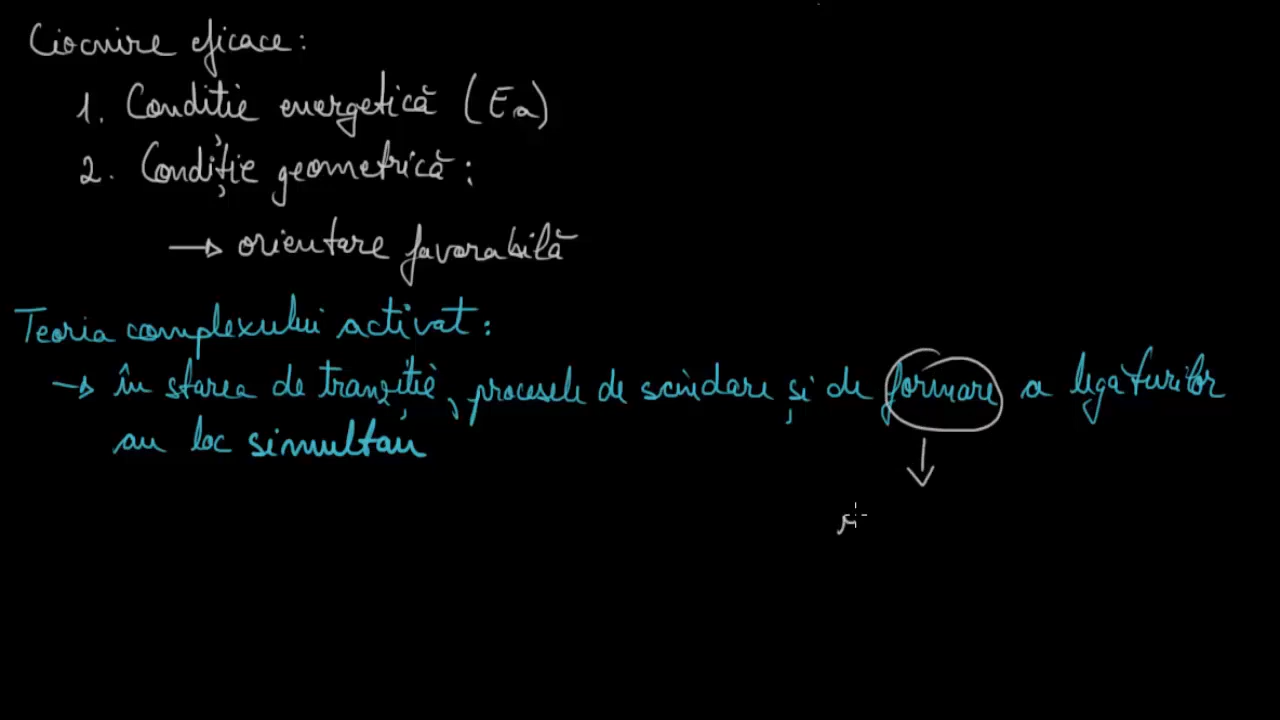 Ciocnire eficace:
1. Condiție energetică (Ea)
2. Condiție geometrică:
→ orientare favorabilă
Teoria complexului activat:
→ în starea de tranziție, procesele de scindare și de formare a legăturilor
au loc simultan